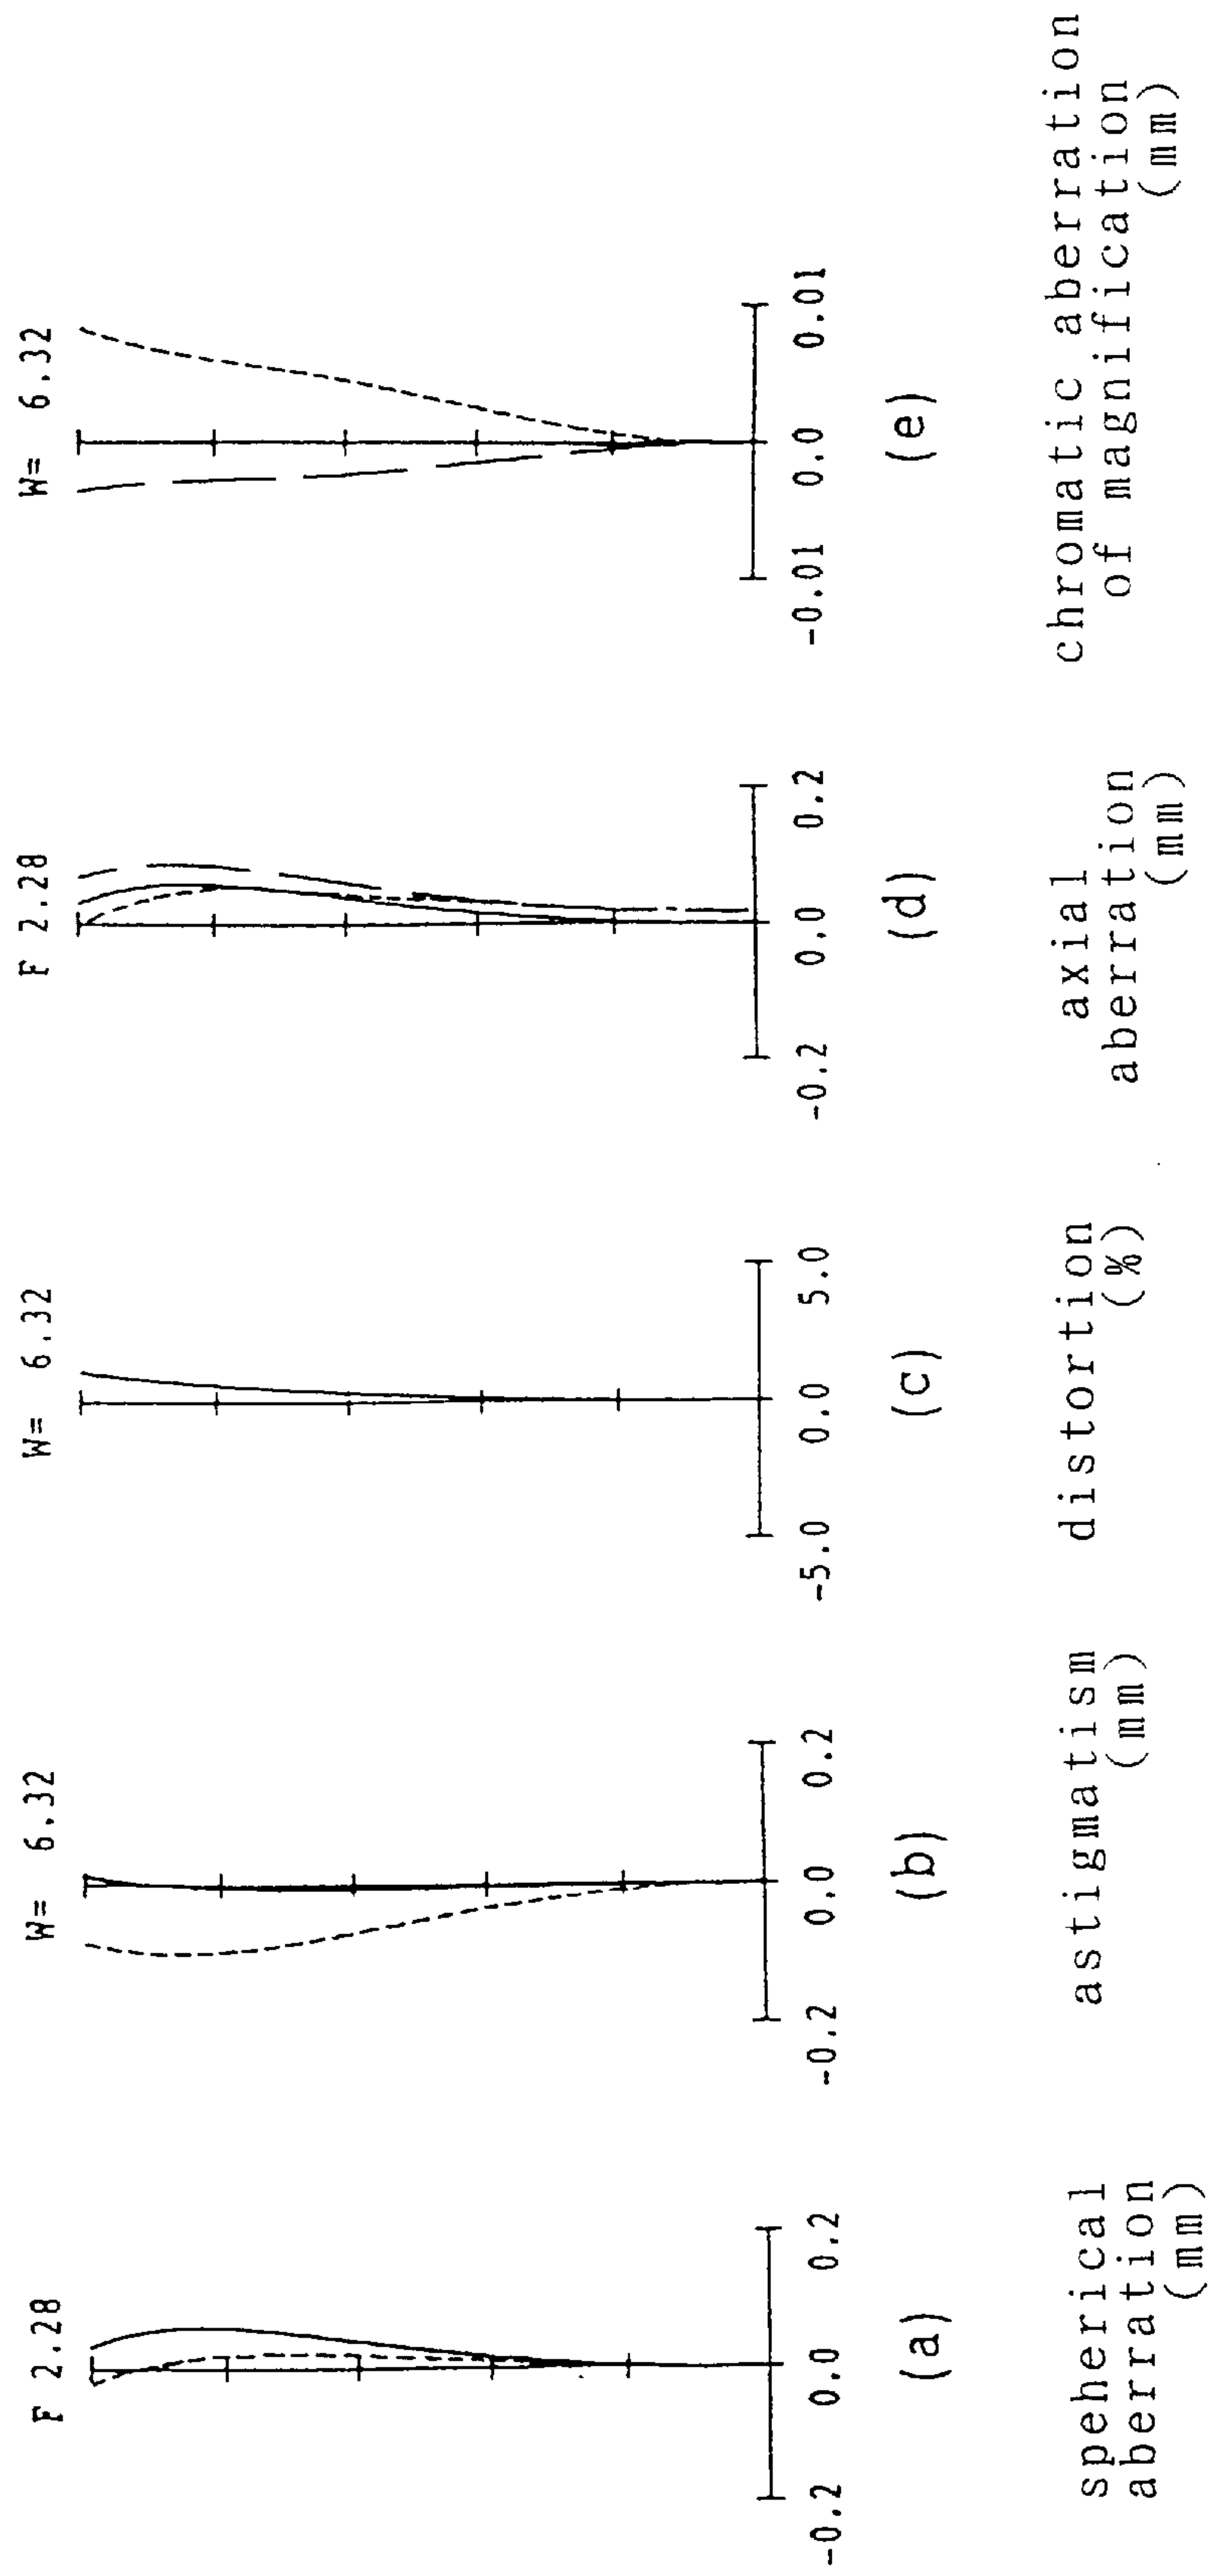 F 2.28
-0.2 0.0 0.2
(a)
speherical
aberration
(mm)
W= 6.32
-0.2 0.0 0.2
(b)
astigmatism
(mm)
W= 6.32
-5.0 0.0 5.0
(c)
distortion
(%)
F 2.28
-0.2 0.0 0.2
(d)
axial
aberration
(mm)
W= 6.32
-0.01 0.0 0.01
(e)
chromatic aberration
of magnification
(mm)